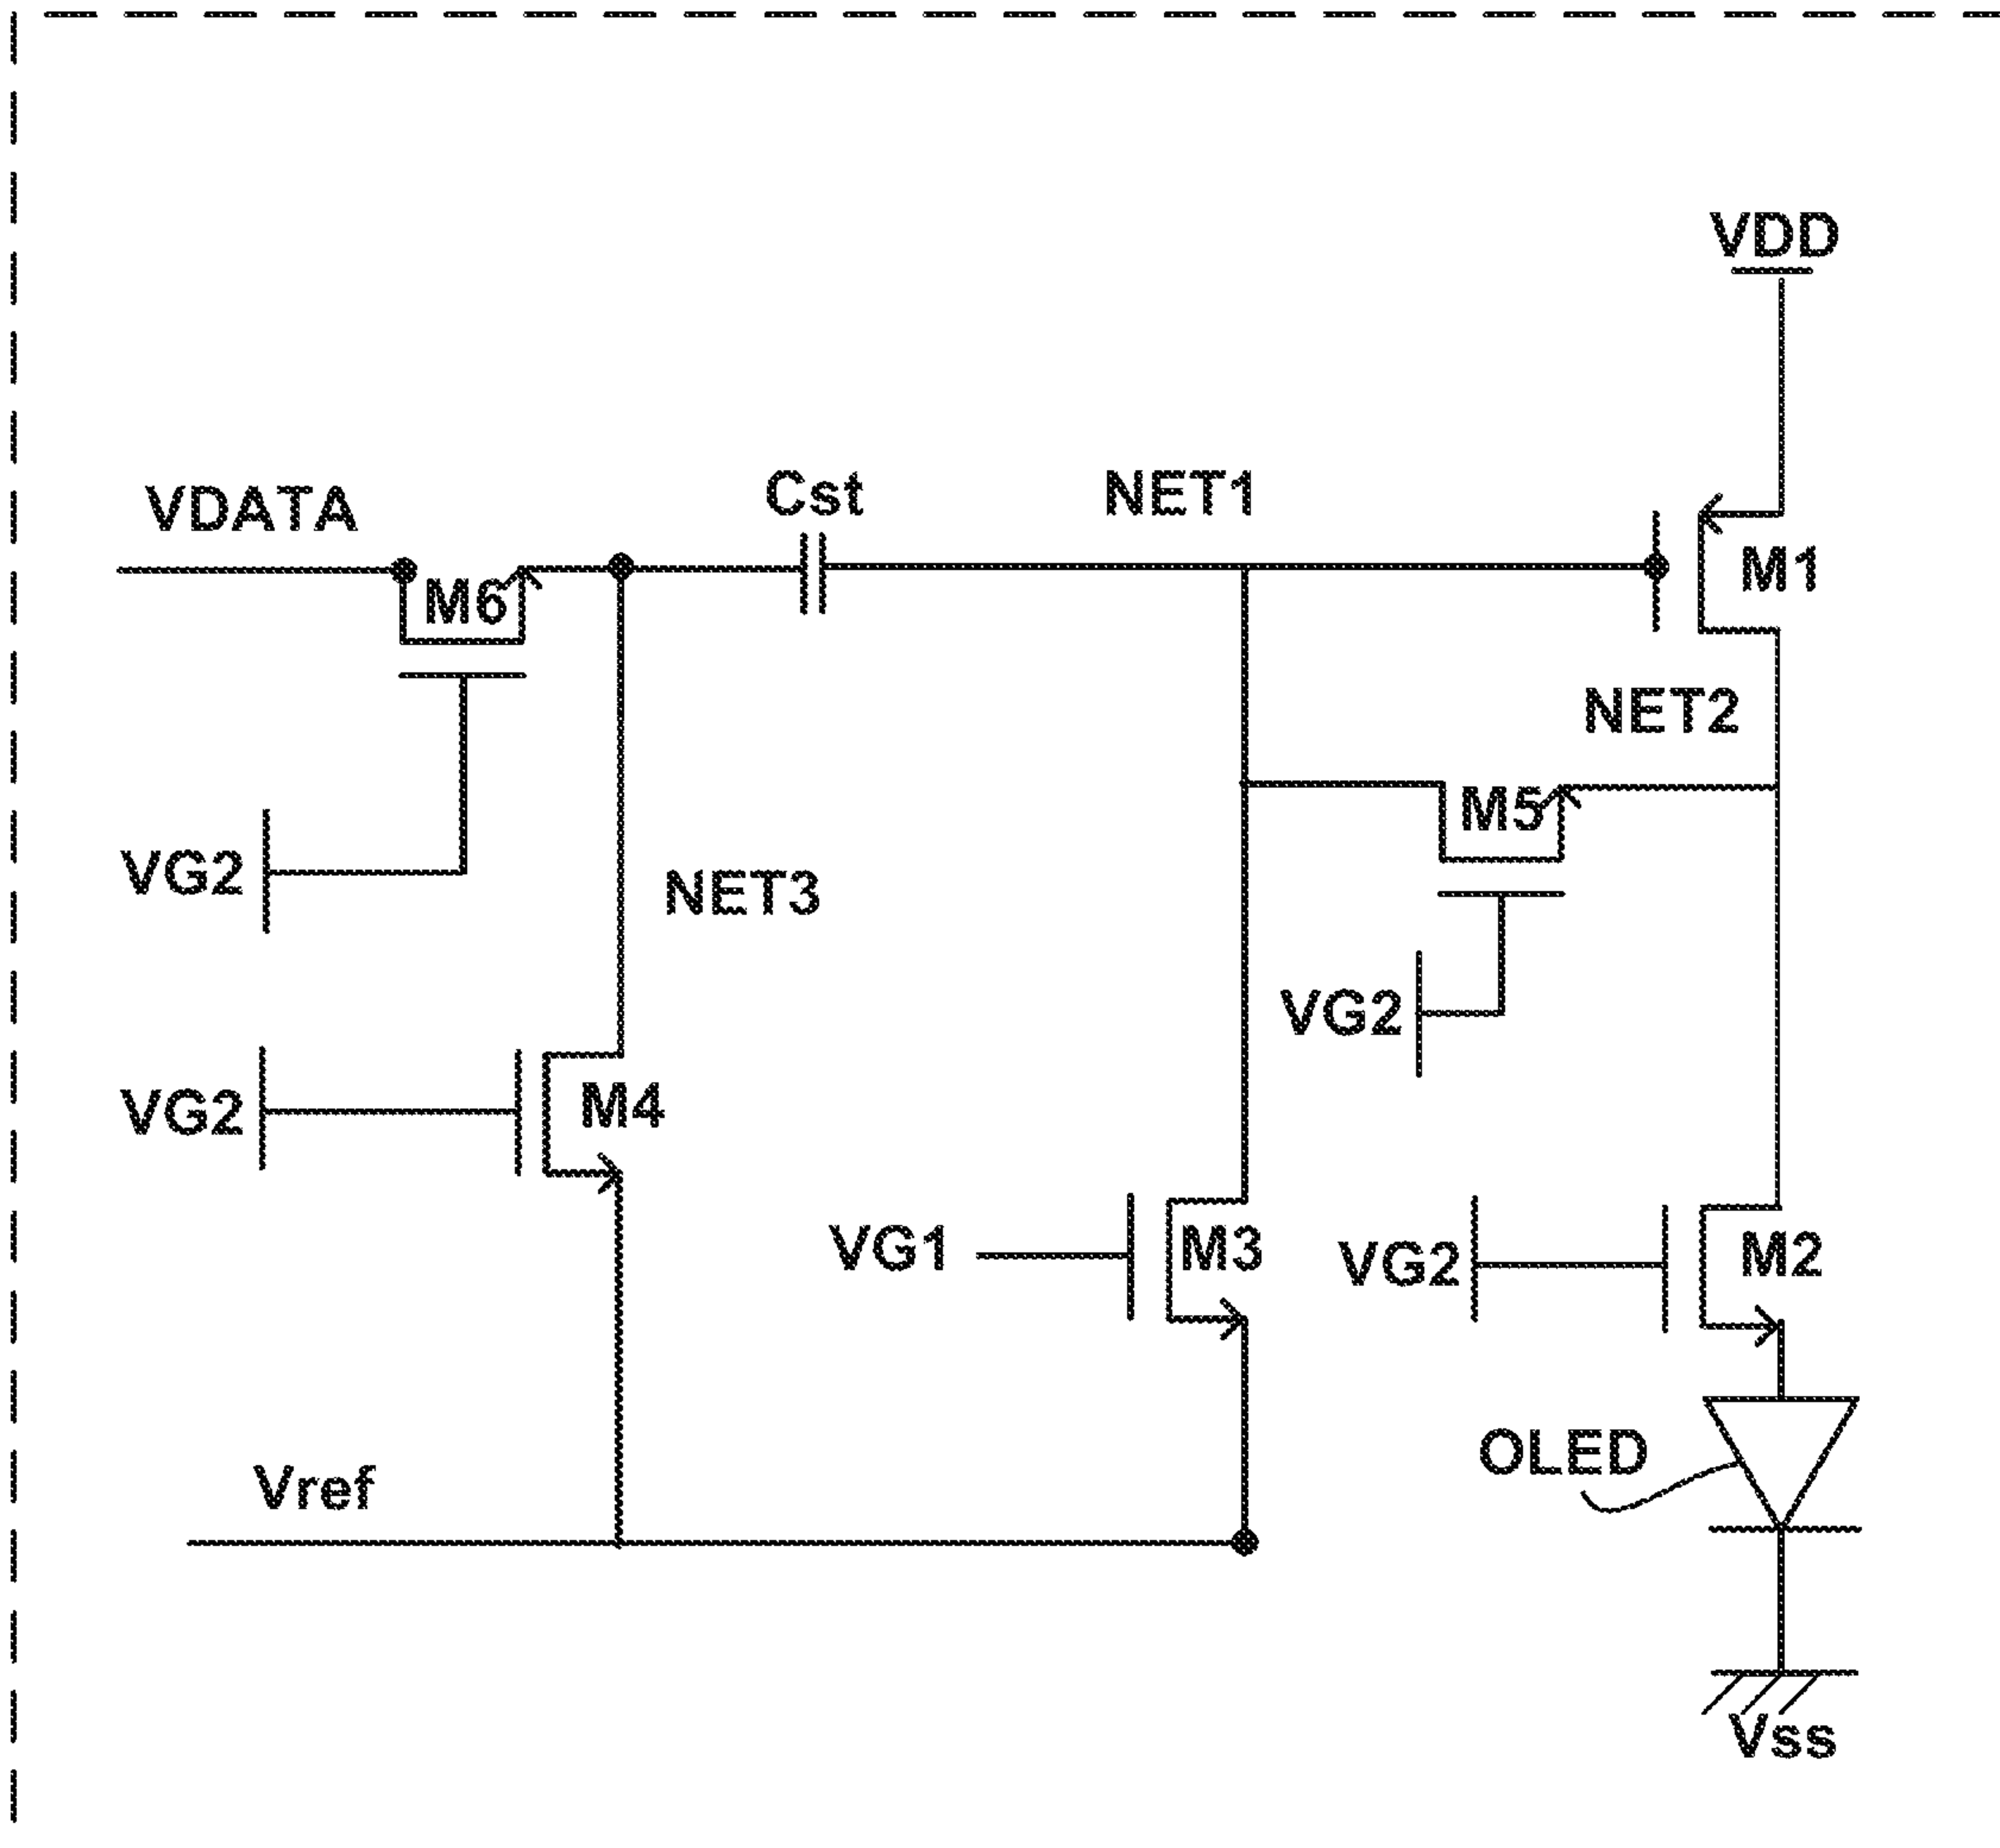 VDD
VDATA
Cst
NET1
M1
M6
NET2
M5
VG2
NET3
VG2
VG2
M4
VG1
M3
VG2
M2
OLED
Vref
Vss